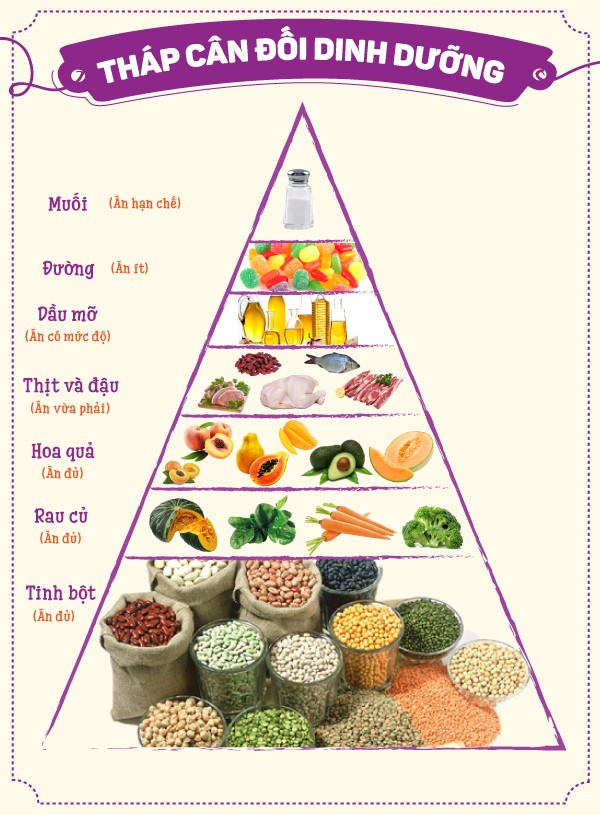 THÁP CÂN ĐỐI DINH DƯỠNG
Muối (Ăn hạn chế)
Đường (Ăn ít)
Dầu mỡ
(Ăn có mức độ)
Thịt và đậu
(Ăn vừa phải)
Hoa quả
(Ăn đủ)
Rau củ
(Ăn đủ)
Tinh bột
(Ăn đủ)